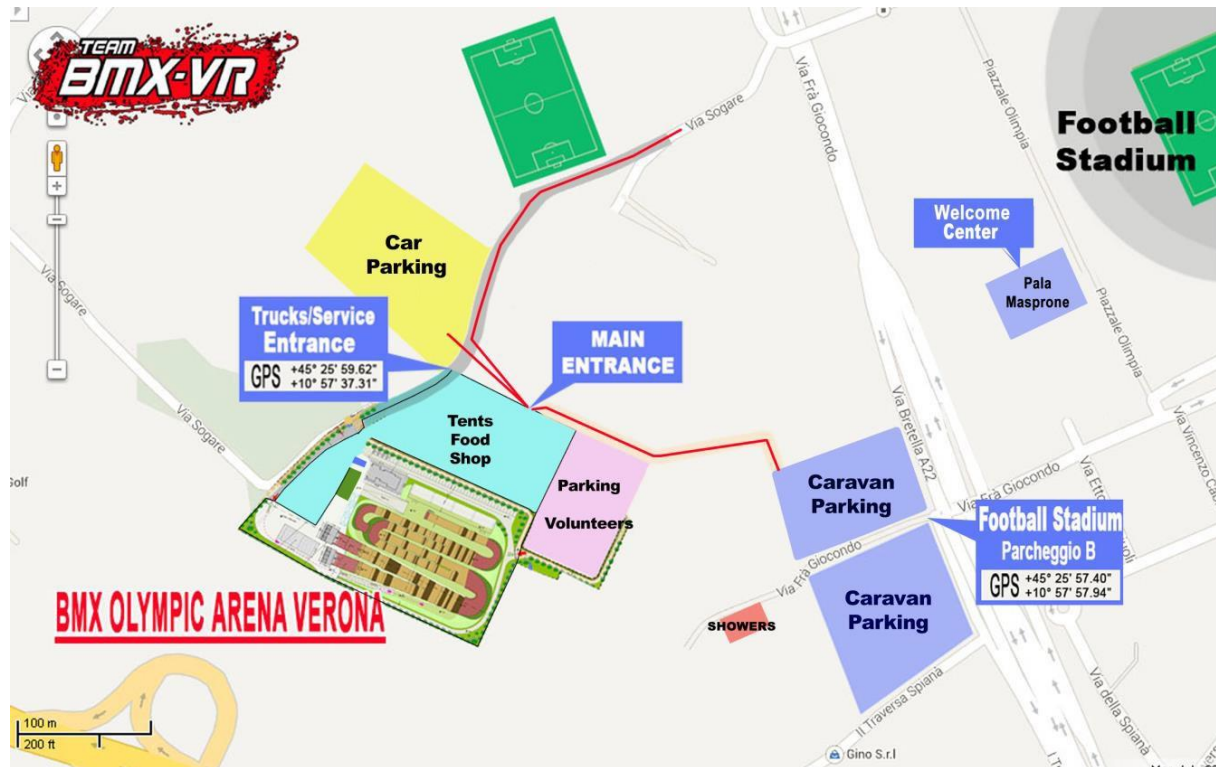 TEAM
BMX-VR
Via Sogare
Via Frà Giocondo
Piazzale Olimpia
Football
Stadium
Welcome
Center
Pala
Masprone
Piazzale Olimpia
Car
Parking
Via Sogare
Trucks/Service
Entrance
GPS +45° 25' 59.62"
+10° 57' 37.31"
MAIN
ENTRANCE
Via Sogare
Tents
Food
Shop
Parking
Volunteers
Via Bretella A22
Caravan
Parking
Via Frà Giocondo
Football Stadium
Parcheggio B
GPS +45° 25' 57.40"
+10° 57' 57.94"
Via Frà Giocondo
Caravan
Parking
SHOWERS
BMX OLYMPIC ARENA VERONA
II Traversa Spianà
Via della Spianà
Gino S.r.l
100 m
200 ft